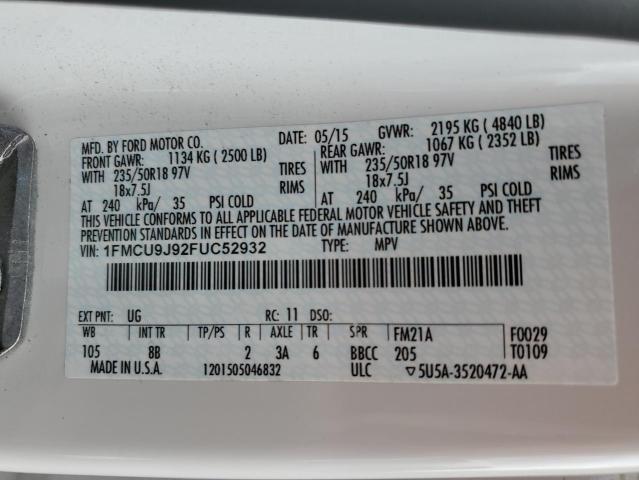 MFD. BY FORD MOTOR CO. DATE: 05/15 GVWR: 2195 KG ( 4840 LB)
FRONT GAWR: 1134 KG ( 2500 LB) REAR GAWR: 1067 KG ( 2352 LB)
WITH 235/50R18 97V TIRES WITH 235/50R18 97V TIRES
18x7.5J RIMS 18x7.5J RIMS
AT 240 kPa/ 35 PSI COLD AT 240 kPa/ 35 PSI COLD
THIS VEHICLE CONFORMS TO ALL APPLICABLE FEDERAL MOTOR VEHICLE SAFETY AND THEFT
PREVENTION STANDARDS IN EFFECT ON THE DATE OF MANUFACTURE SHOWN ABOVE.
VIN: 1FMCU9J92FUC52932 TYPE: MPV
EXT PNT: UG RC: 11 DSO:
WB INT TR TP/PS R AXLE TR SPR FM21A F0029
105 8B 2 3A 6 BBCC 205 T0109
MADE IN U.S.A. 1201505046832 ULC ▽5U5A-3520472-AA